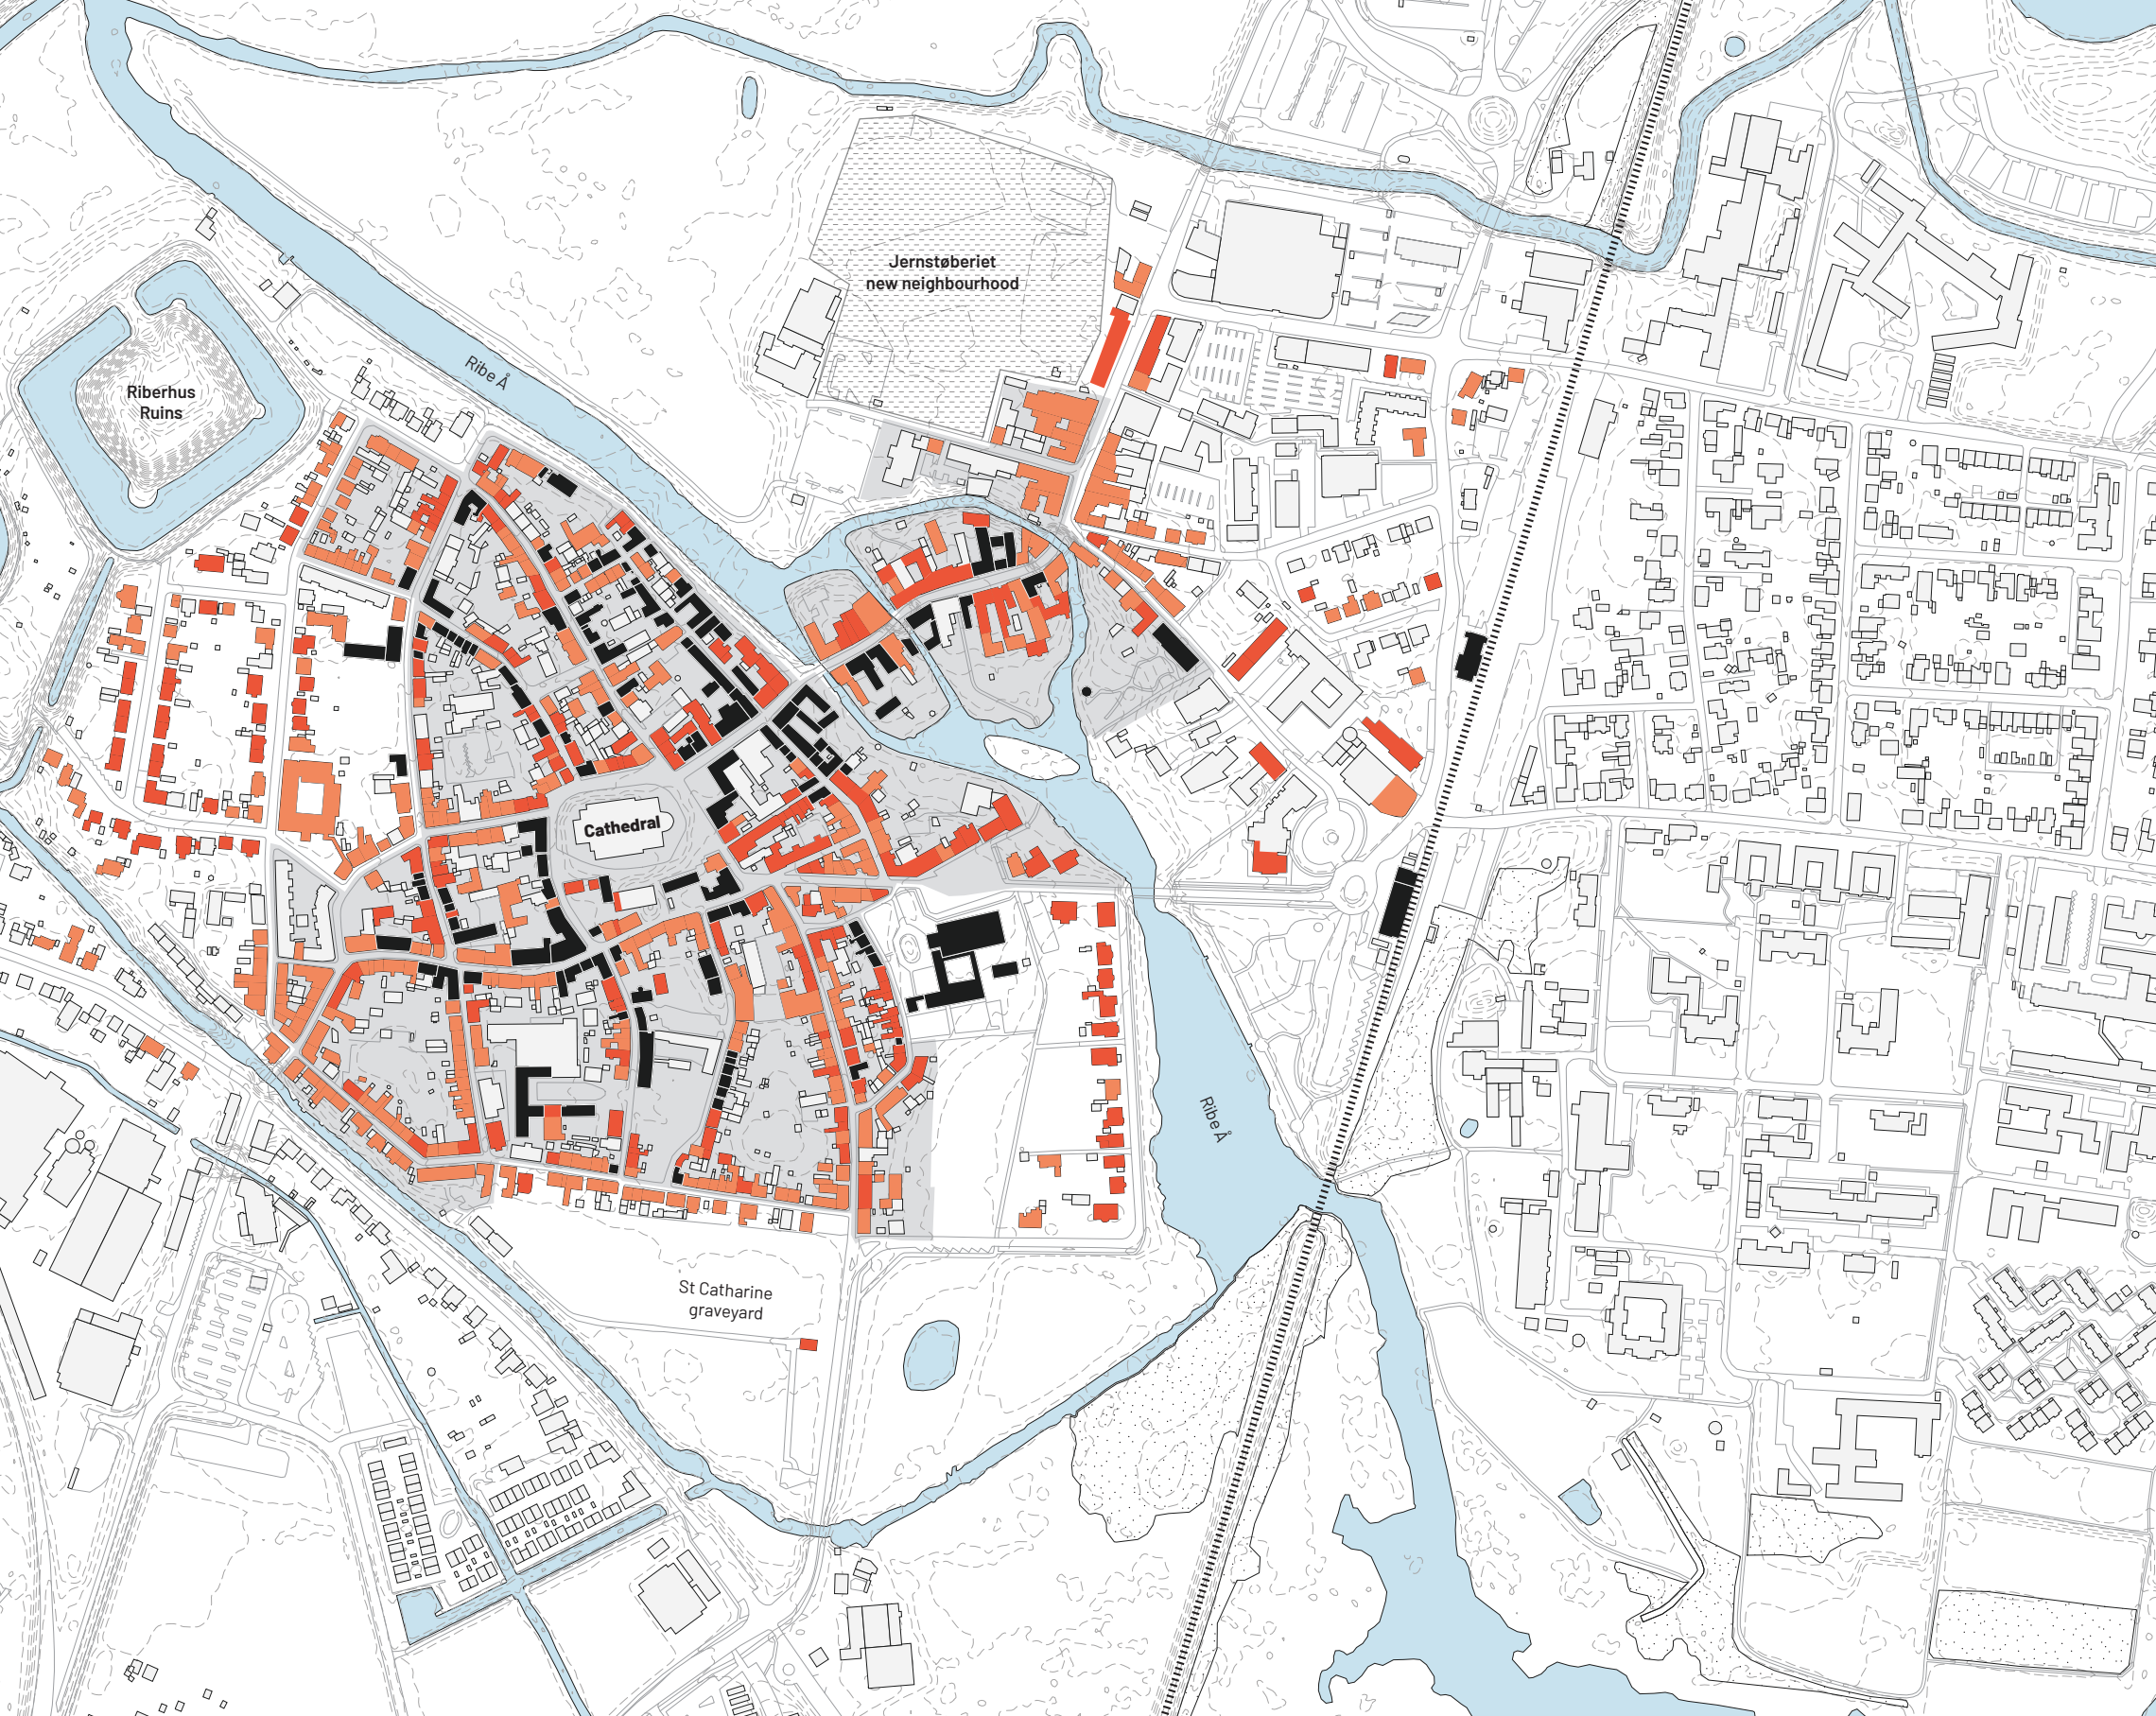 Jernstøberiet
new neighbourhood
Ribe Å
Riberhus
Ruins
Cathedral
Ribe Å
St Catharine
graveyard